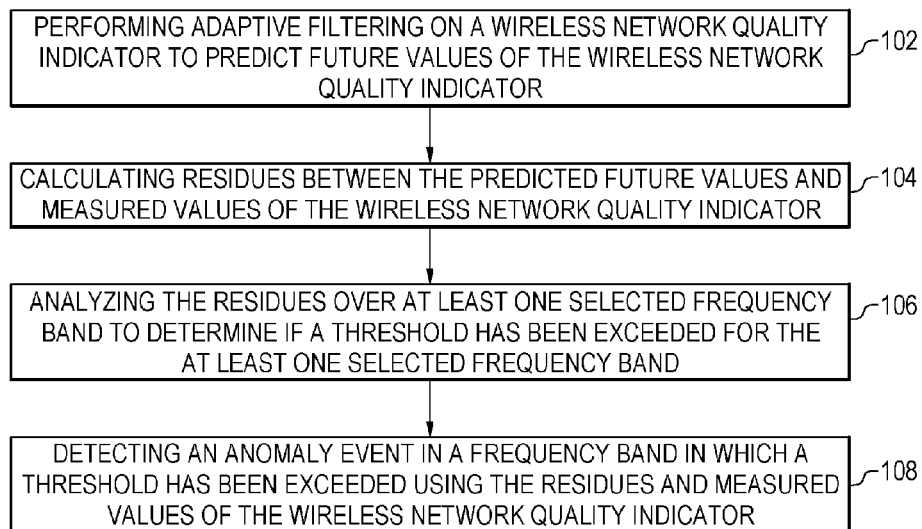 PERFORMING ADAPTIVE FILTERING ON A WIRELESS NETWORK QUALITY
INDICATOR TO PREDICT FUTURE VALUES OF THE WIRELESS NETWORK
QUALITY INDICATOR
102
CALCULATING RESIDUES BETWEEN THE PREDICTED FUTURE VALUES AND
MEASURED VALUES OF THE WIRELESS NETWORK QUALITY INDICATOR
104
ANALYZING THE RESIDUES OVER AT LEAST ONE SELECTED FREQUENCY
BAND TO DETERMINE IF A THRESHOLD HAS BEEN EXCEEDED FOR THE
AT LEAST ONE SELECTED FREQUENCY BAND
106
DETECTING AN ANOMALY EVENT IN A FREQUENCY BAND IN WHICH A
THRESHOLD HAS BEEN EXCEEDED USING THE RESIDUES AND MEASURED
VALUES OF THE WIRELESS NETWORK QUALITY INDICATOR
108